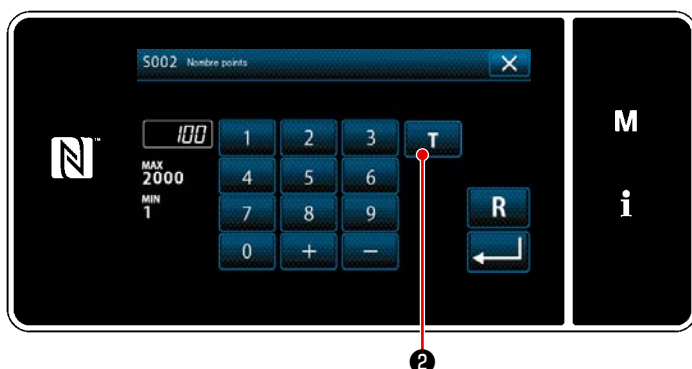 S002 Nombre points
100 1 2 3 T
MAX
2000 4 5 6
MIN
1 7 8 9 R
0 + −
N
M
i
❷